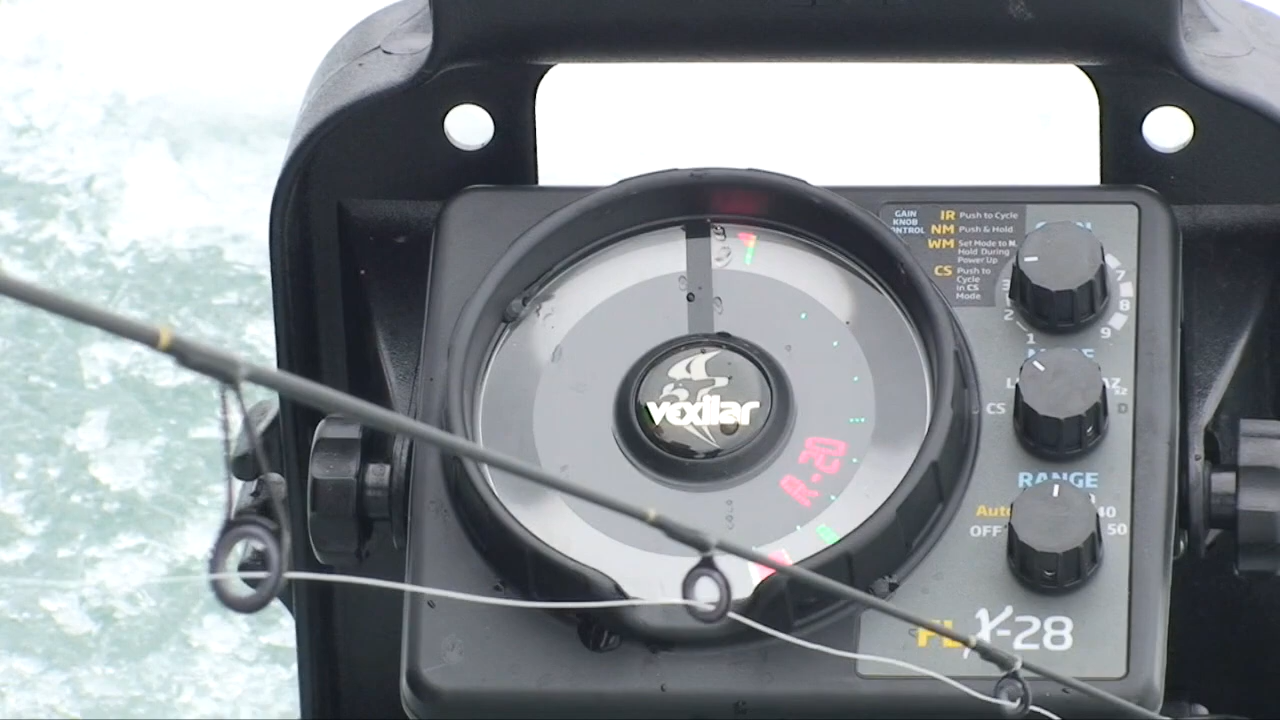 GAIN
KNOB
IR Push to Cycle
NM Push & Hold
WM Set Mode to N.
Hold During
Power Up
CS Push to
Cycle
in CS
Mode
7
8
9
2
1
CS
D
vexilar
R-20
RANGE
Auto
OFF
40
50
FLX-28